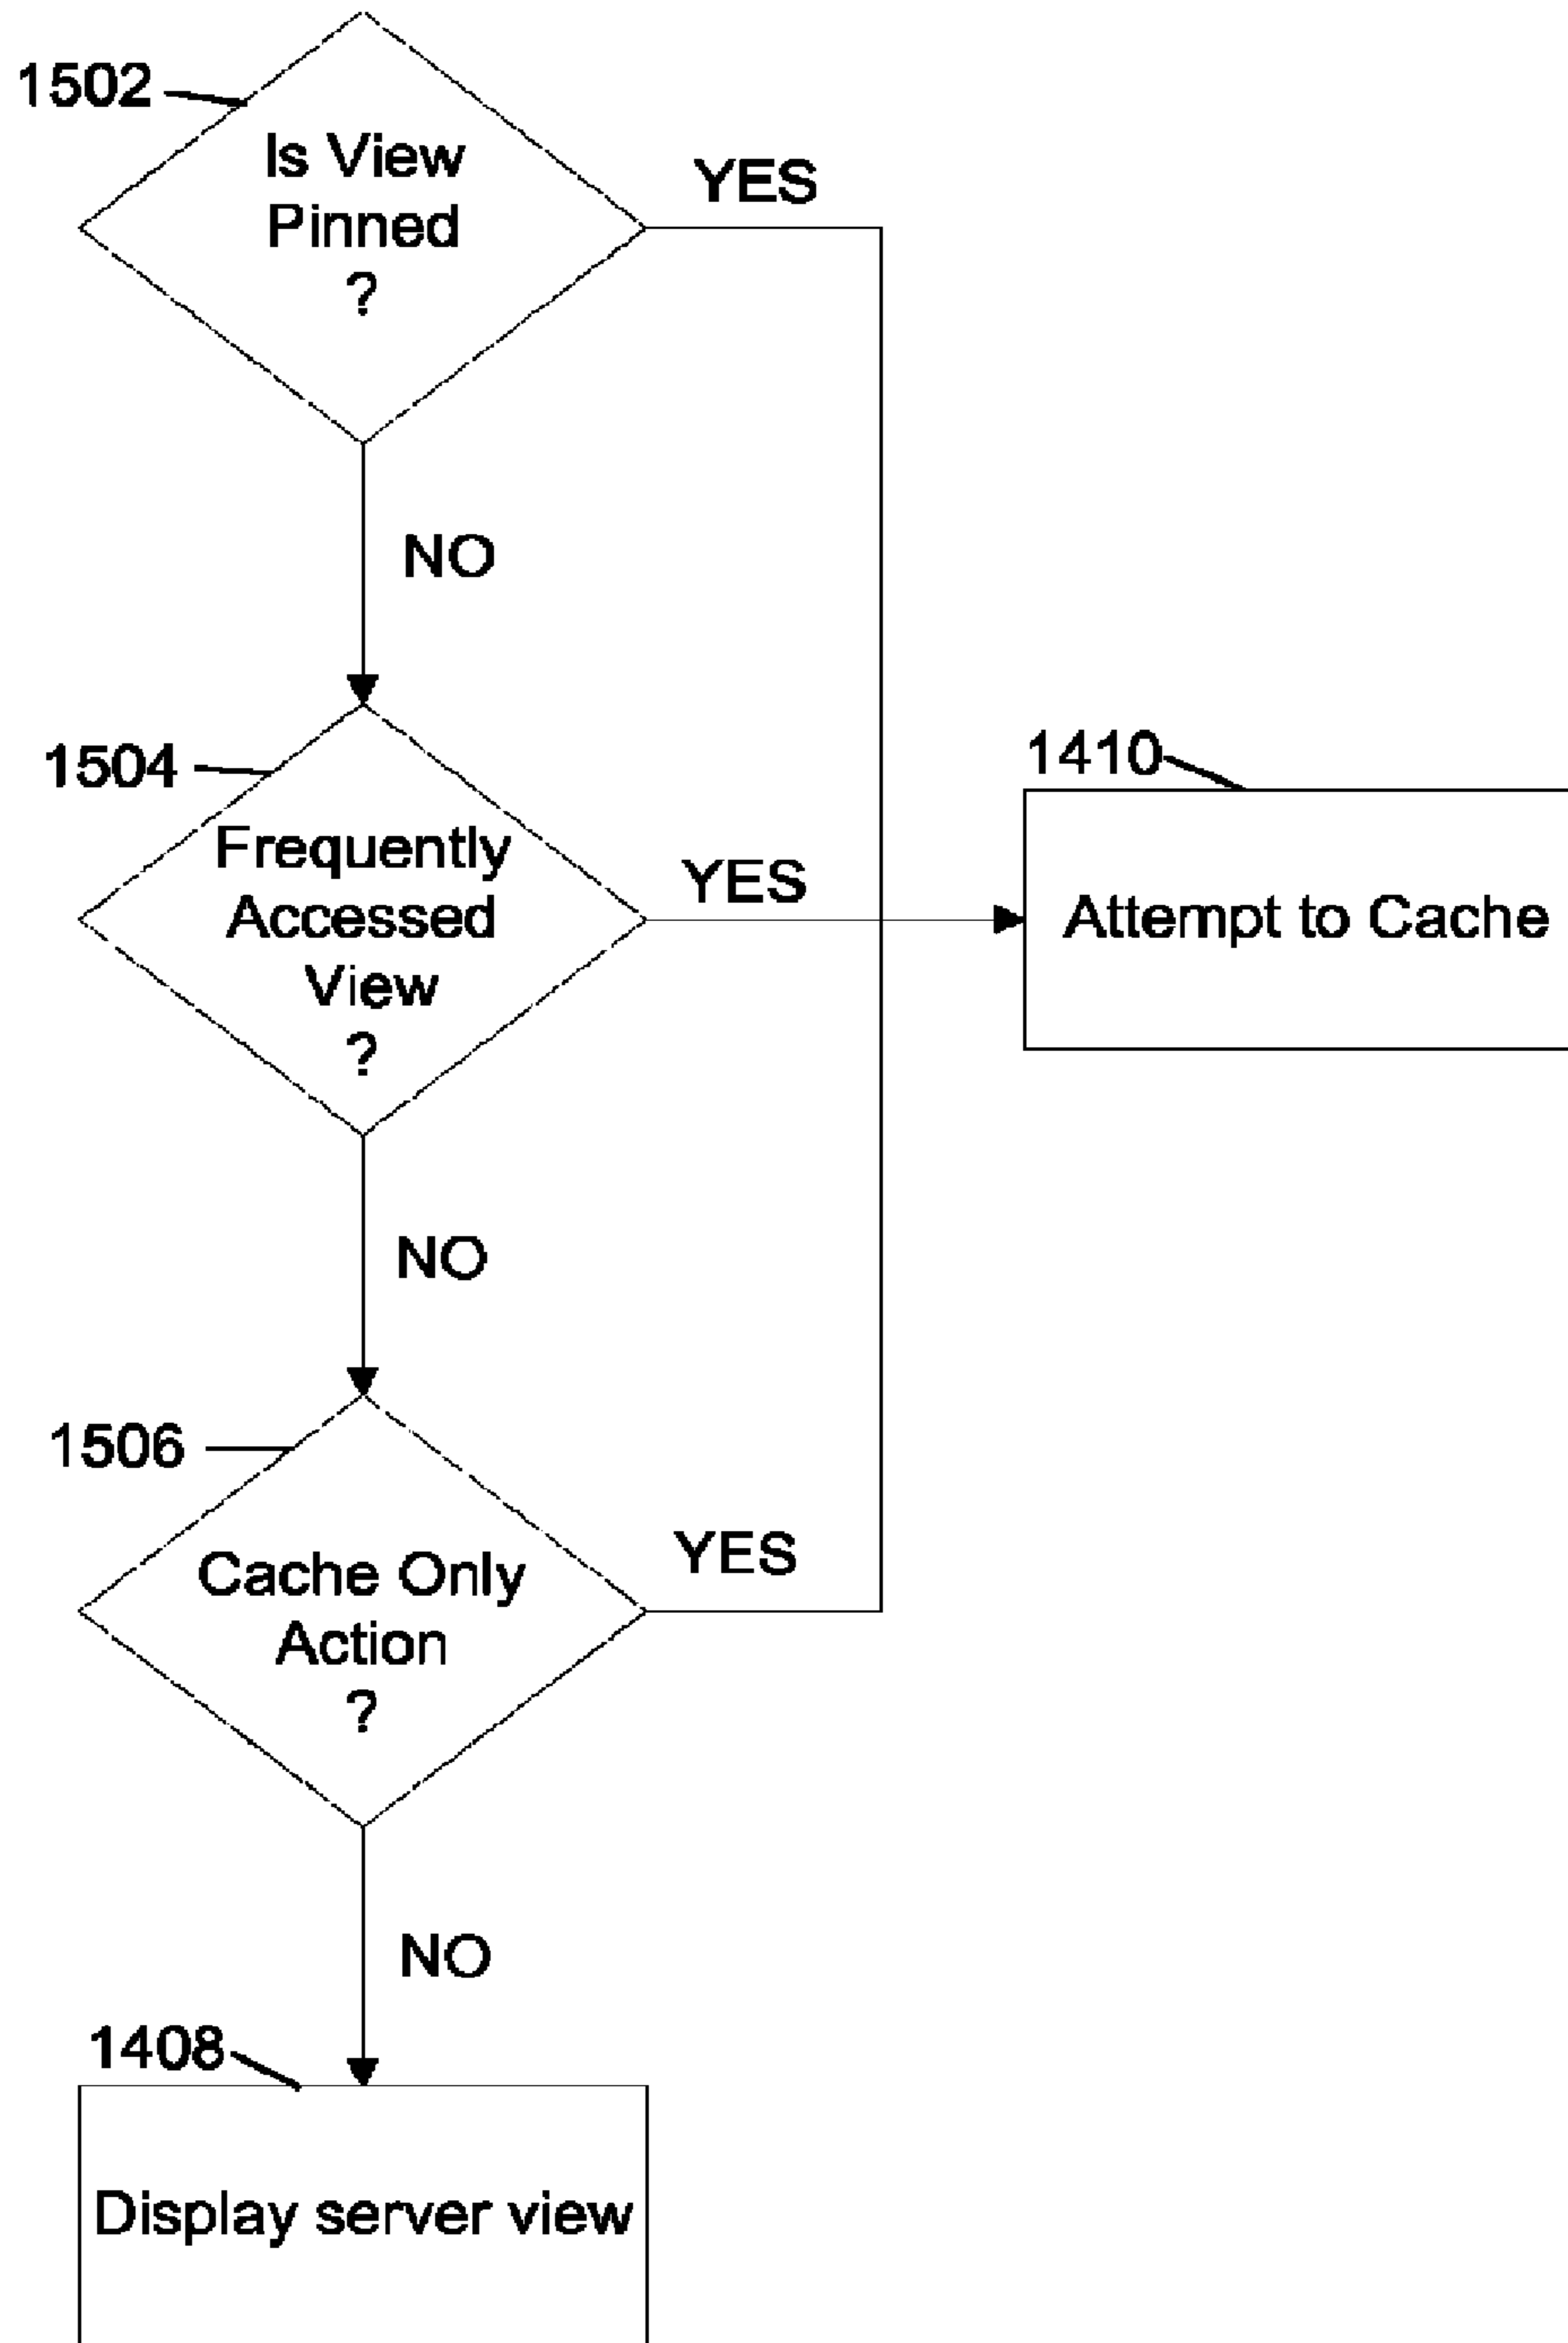 1502
Is View
Pinned
?
YES
NO
1504
Frequently
Accessed
View
?
YES
1410
Attempt to Cache
NO
1506
Cache Only
Action
?
YES
NO
1408
Display server view